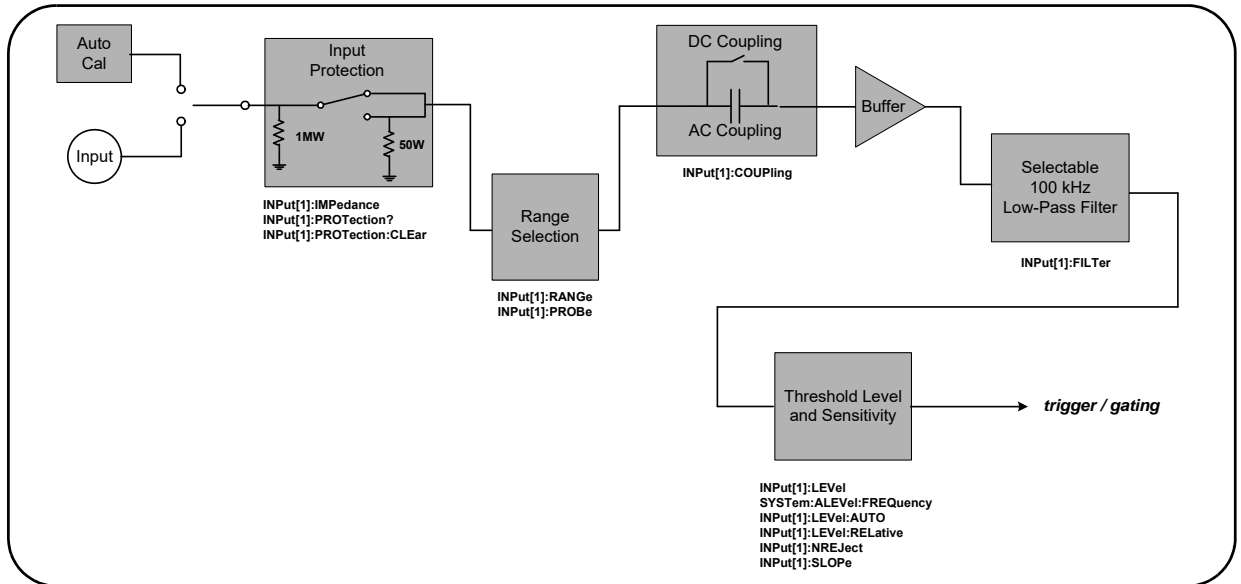 Auto
Cal
Input
Input
Protection
1MW
50W
INPut[1]:IMPedance
INPut[1]:PROTection?
INPut[1]:PROTection:CLEar
Range
Selection
INPut[1]:RANGe
INPut[1]:PROBe
DC Coupling
AC Coupling
INPut[1]:COUPling
Buffer
Selectable
100 kHz
Low-Pass Filter
INPut[1]:FILTer
Threshold Level
and Sensitivity
trigger / gating
INPut[1]:LEVel
SYSTem:ALEVel:FREQuency
INPut[1]:LEVel:AUTO
INPut[1]:LEVel:RELative
INPut[1]:NREJect
INPut[1]:SLOPe